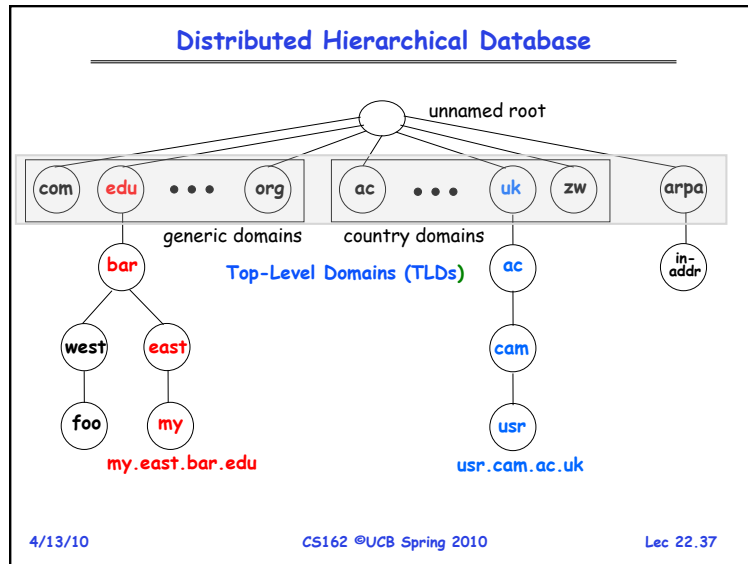 Distributed Hierarchical Database
unnamed root
com edu • • • org ac • • • uk zw arpa
generic domains country domains
bar Top-Level Domains (TLDs) ac in-addr
west east cam
foo my usr
my.east.bar.edu usr.cam.ac.uk
4/13/10 CS162 ©UCB Spring 2010 Lec 22.37